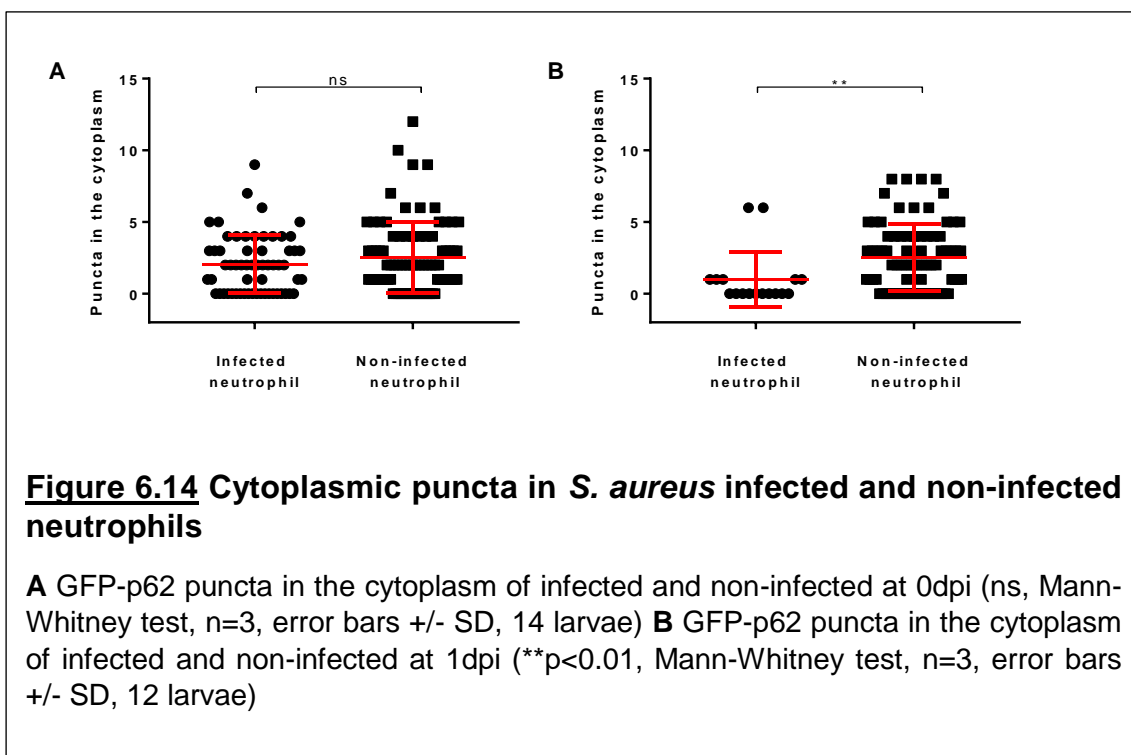 A
B
ns
**
Puncta in the cytoplasm
15
10
5
0
Infected neutrophil
Non-infected neutrophil
Puncta in the cytoplasm
15
10
5
0
Infected neutrophil
Non-infected neutrophil
Figure 6.14 Cytoplasmic puncta in S. aureus infected and non-infected
neutrophils
A GFP-p62 puncta in the cytoplasm of infected and non-infected at 0dpi (ns, Mann-
Whitney test, n=3, error bars +/- SD, 14 larvae) B GFP-p62 puncta in the cytoplasm
of infected and non-infected at 1dpi (**p<0.01, Mann-Whitney test, n=3, error bars
+/- SD, 12 larvae)